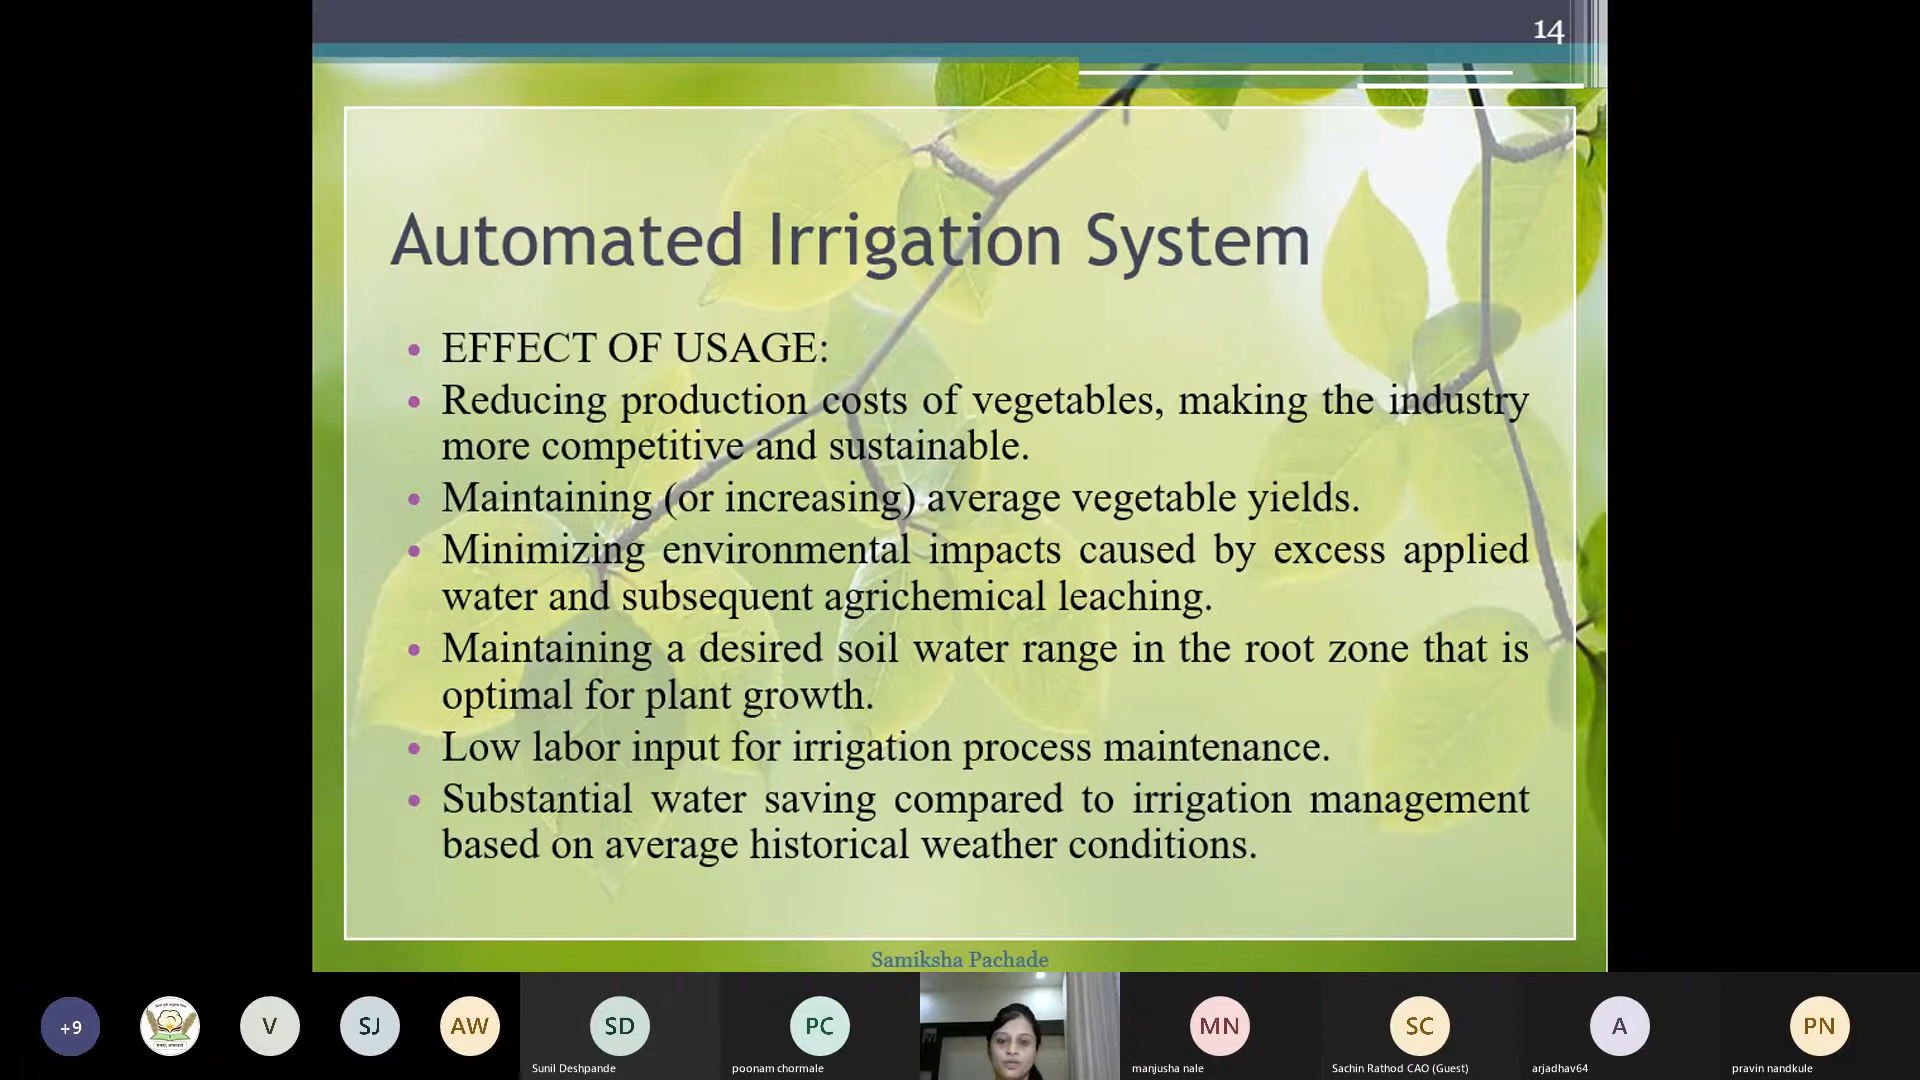 14
Automated Irrigation System
• EFFECT OF USAGE:
• Reducing production costs of vegetables, making the industry
more competitive and sustainable.
• Maintaining (or increasing) average vegetable yields.
• Minimizing environmental impacts caused by excess applied
water and subsequent agrichemical leaching.
• Maintaining a desired soil water range in the root zone that is
optimal for plant growth.
• Low labor input for irrigation process maintenance.
• Substantial water saving compared to irrigation management
based on average historical weather conditions.
Samiksha Pachade
+9
V
SJ
AW
SD
PC
MN
SC
A
PN
Sunil Deshpande
poonam chormale
manjusha nale
Sachin Rathod CAO (Guest)
arjadhav64
pravin nandkule